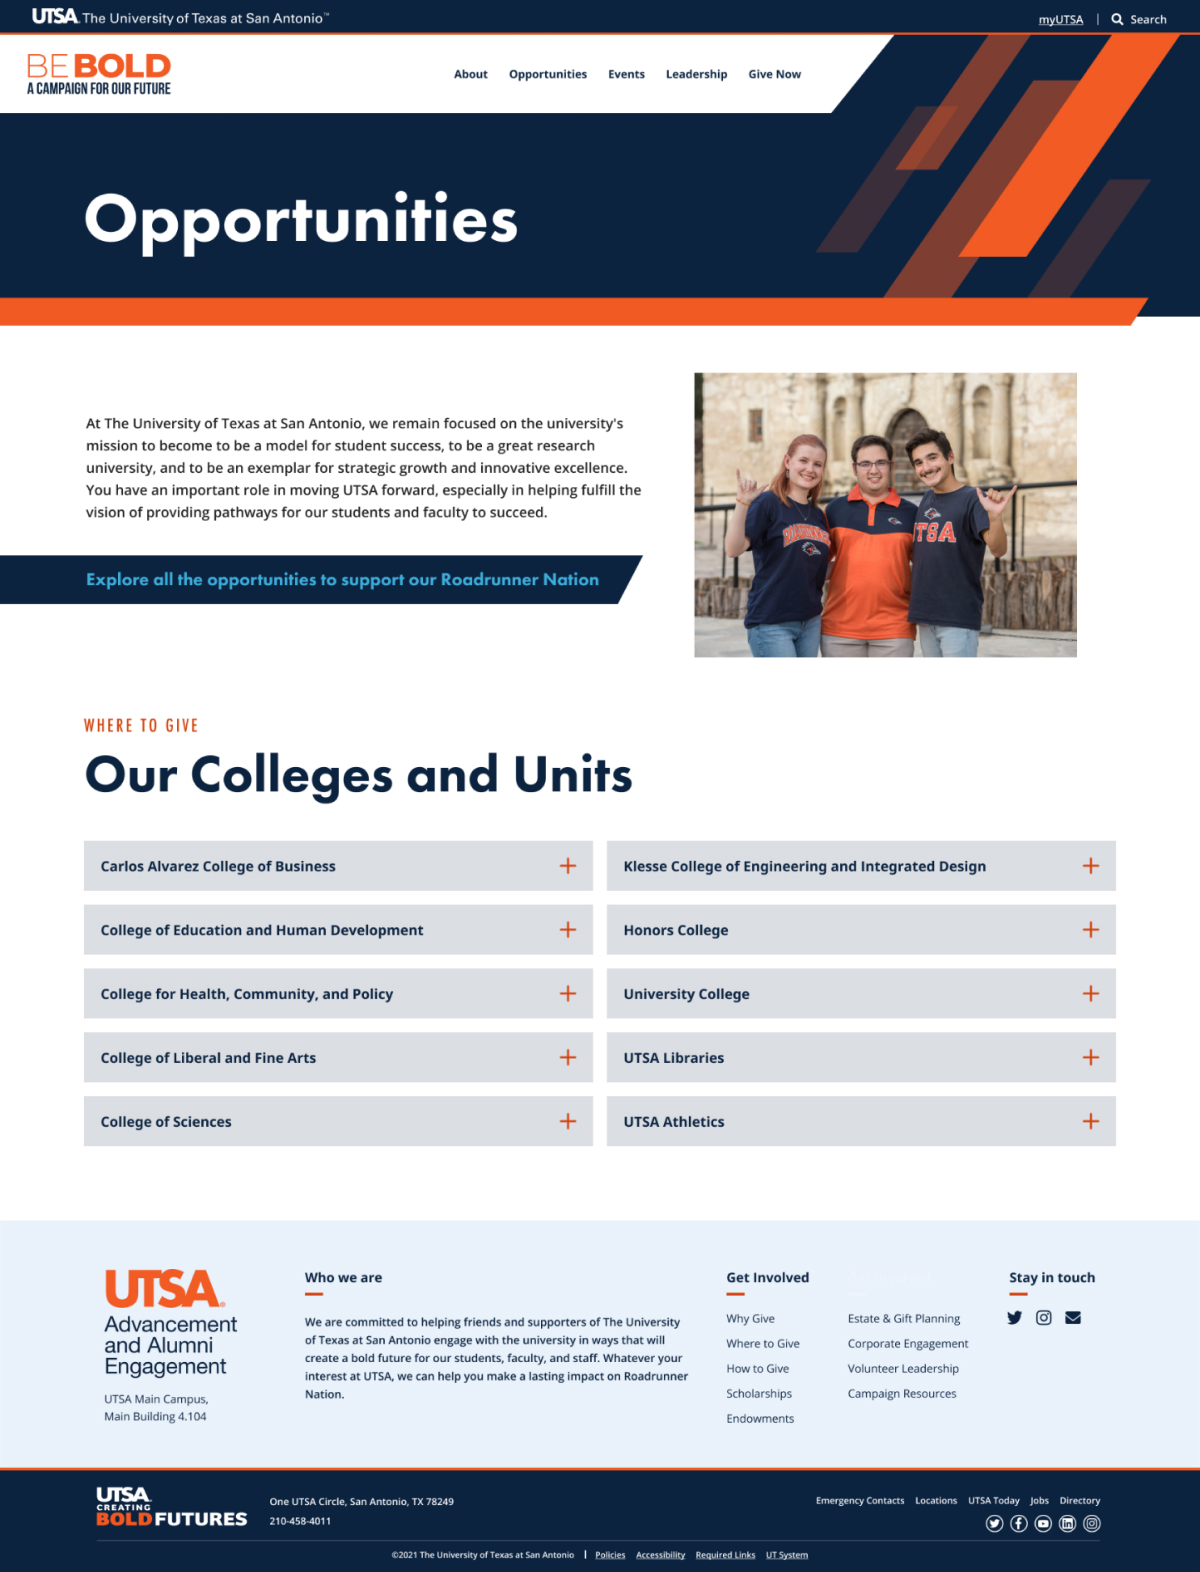 UTSA. The University of Texas at San Antonio™
myUTSA | Search
BE BOLD
A CAMPAIGN FOR OUR FUTURE
About Opportunities Events Leadership Give Now
Opportunities
At The University of Texas at San Antonio, we remain focused on the university's
mission to become to be a model for student success, to be a great research
university, and to be an exemplar for strategic growth and innovative excellence.
You have an important role in moving UTSA forward, especially in helping fulfill the
vision of providing pathways for our students and faculty to succeed.
Explore all the opportunities to support our Roadrunner Nation
UTSA
WHERE TO GIVE
Our Colleges and Units
Carlos Alvarez College of Business
Klesse College of Engineering and Integrated Design
College of Education and Human Development
Honors College
College for Health, Community, and Policy
University College
College of Liberal and Fine Arts
UTSA Libraries
College of Sciences
UTSA Athletics
UTSA®
Advancement
and Alumni
Engagement
UTSA Main Campus,
Main Building 4.104
Who we are
We are committed to helping friends and supporters of The University
of Texas at San Antonio engage with the university in ways that will
create a bold future for our students, faculty, and staff. Whatever your
interest at UTSA, we can help you make a lasting impact on Roadrunner
Nation.
Get Involved
Why Give
Where to Give
How to Give
Scholarships
Endowments
Estate & Gift Planning
Corporate Engagement
Volunteer Leadership
Campaign Resources
Stay in touch
UTSA.
CREATING
BOLDFUTURES
One UTSA Circle, San Antonio, TX 78249
210-458-4011
Emergency Contacts Locations UTSA Today Jobs Directory
©2021 The University of Texas at San Antonio | Policies Accessibility Required Links UT System